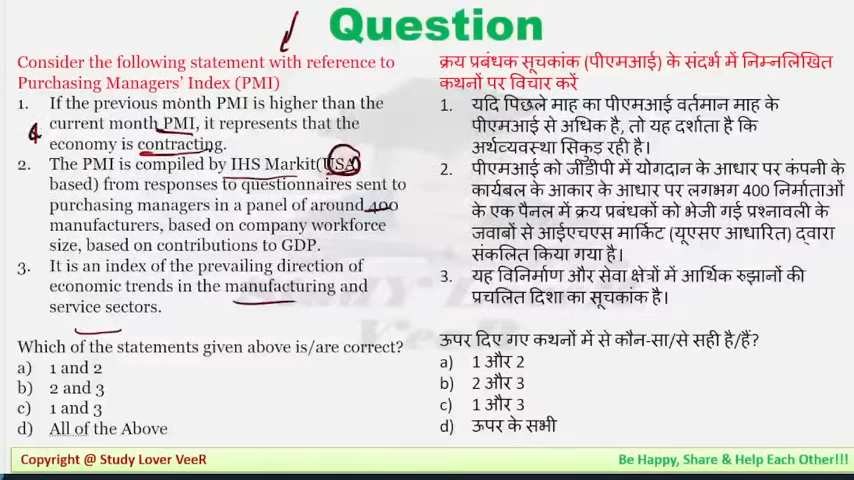 Question
Consider the following statement with reference to
Purchasing Managers' Index (PMI)
1. If the previous month PMI is higher than the
current month PMI, it represents that the
economy is contracting.
2. The PMI is compiled by IHS Markit(USA
based) from responses to questionnaires sent to
purchasing managers in a panel of around 400
manufacturers, based on company workforce
size, based on contributions to GDP.
3. It is an index of the prevailing direction of
economic trends in the manufacturing and
service sectors.
Which of the statements given above is/are correct?
a) 1 and 2
b) 2 and 3
c) 1 and 3
d) All of the Above
क्रय प्रबंधक सूचकांक (पीएमआई) के संदर्भ में निम्नलिखित
कथनों पर विचार करें
1. यदि पिछले माह का पीएमआई वर्तमान माह के
पीएमआई से अधिक है, तो यह दर्शाता है कि
अर्थव्यवस्था सिकुड़ रही है।
2. पीएमआई को जीडीपी में योगदान के आधार पर कंपनी के
कार्यबल के आकार के आधार पर लगभग 400 निर्माताओं
के एक पैनल में क्रय प्रबंधकों को भेजी गई प्रश्नावली के
जवाबों से आईएचएस मार्किट (यूएसए आधारित) द्वारा
संकलित किया गया है।
3. यह विनिर्माण और सेवा क्षेत्रों में आर्थिक रुझानों की
प्रचलित दिशा का सूचकांक है।
ऊपर दिए गए कथनों में से कौन-सा/से सही है/हैं?
a) 1 और 2
b) 2 और 3
c) 1 और 3
d) ऊपर के सभी
Study Lover
VeeR
Copyright @ Study Lover VeeR
Be Happy, Share & Help Each Other!!!